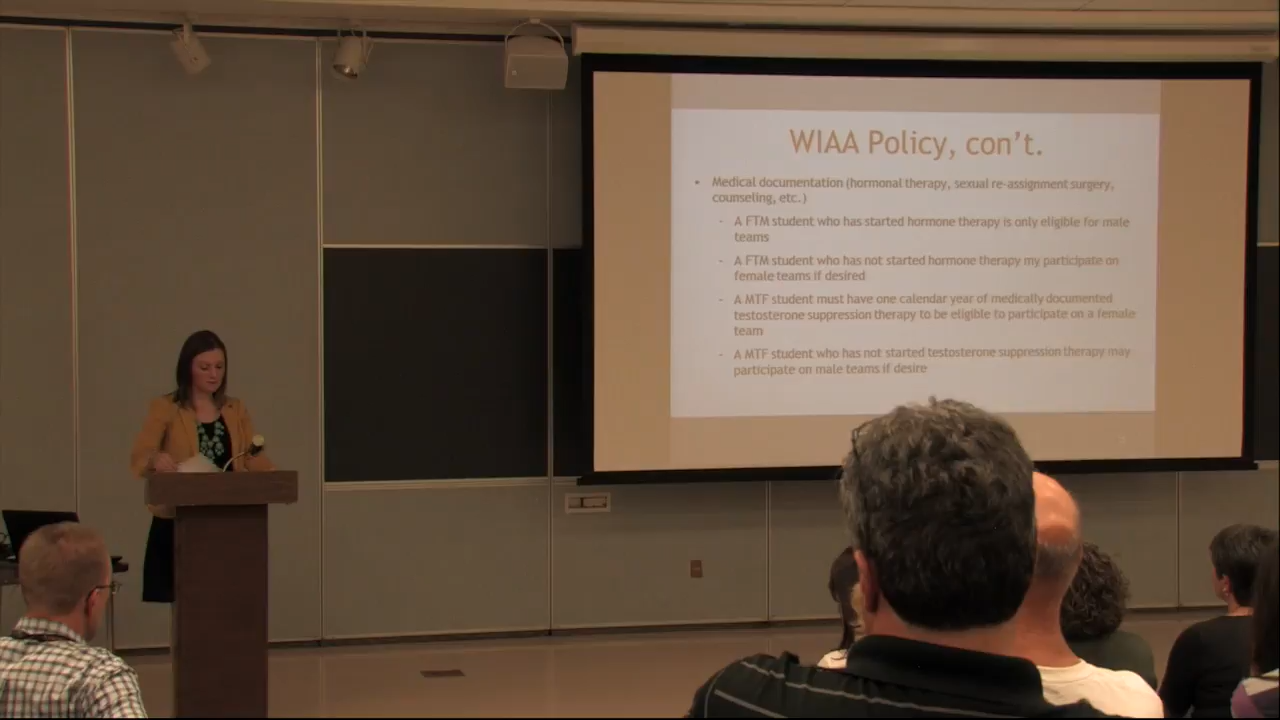 WIAA Policy, con't.
• Medical documentation (hormonal therapy, sexual re-assignment surgery,
counseling, etc.)
- A FTM student who has started hormone therapy is only eligible for male
teams
- A FTM student who has not started hormone therapy my participate on
female teams if desired
- A MTF student must have one calendar year of medically documented
testosterone suppression therapy to be eligible to participate on a female
team
- A MTF student who has not started testosterone suppression therapy may
participate on male teams if desire